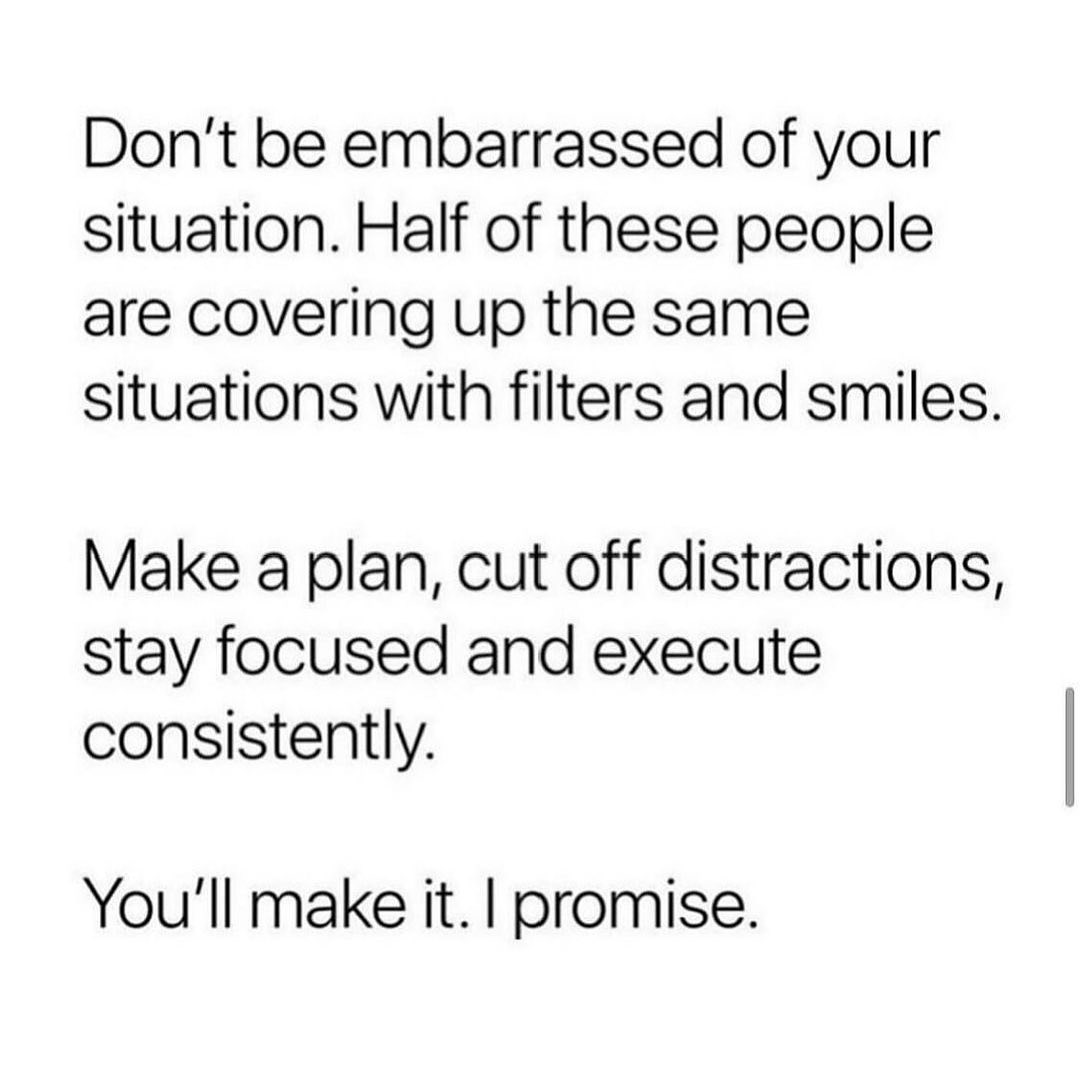 Don’t be embarrassed of your
situation. Half of these people
are covering up the same
situations with filters and smiles.
Make a plan, cut off distractions,
stay focused and execute
consistently.
You’ll make it. I promise.